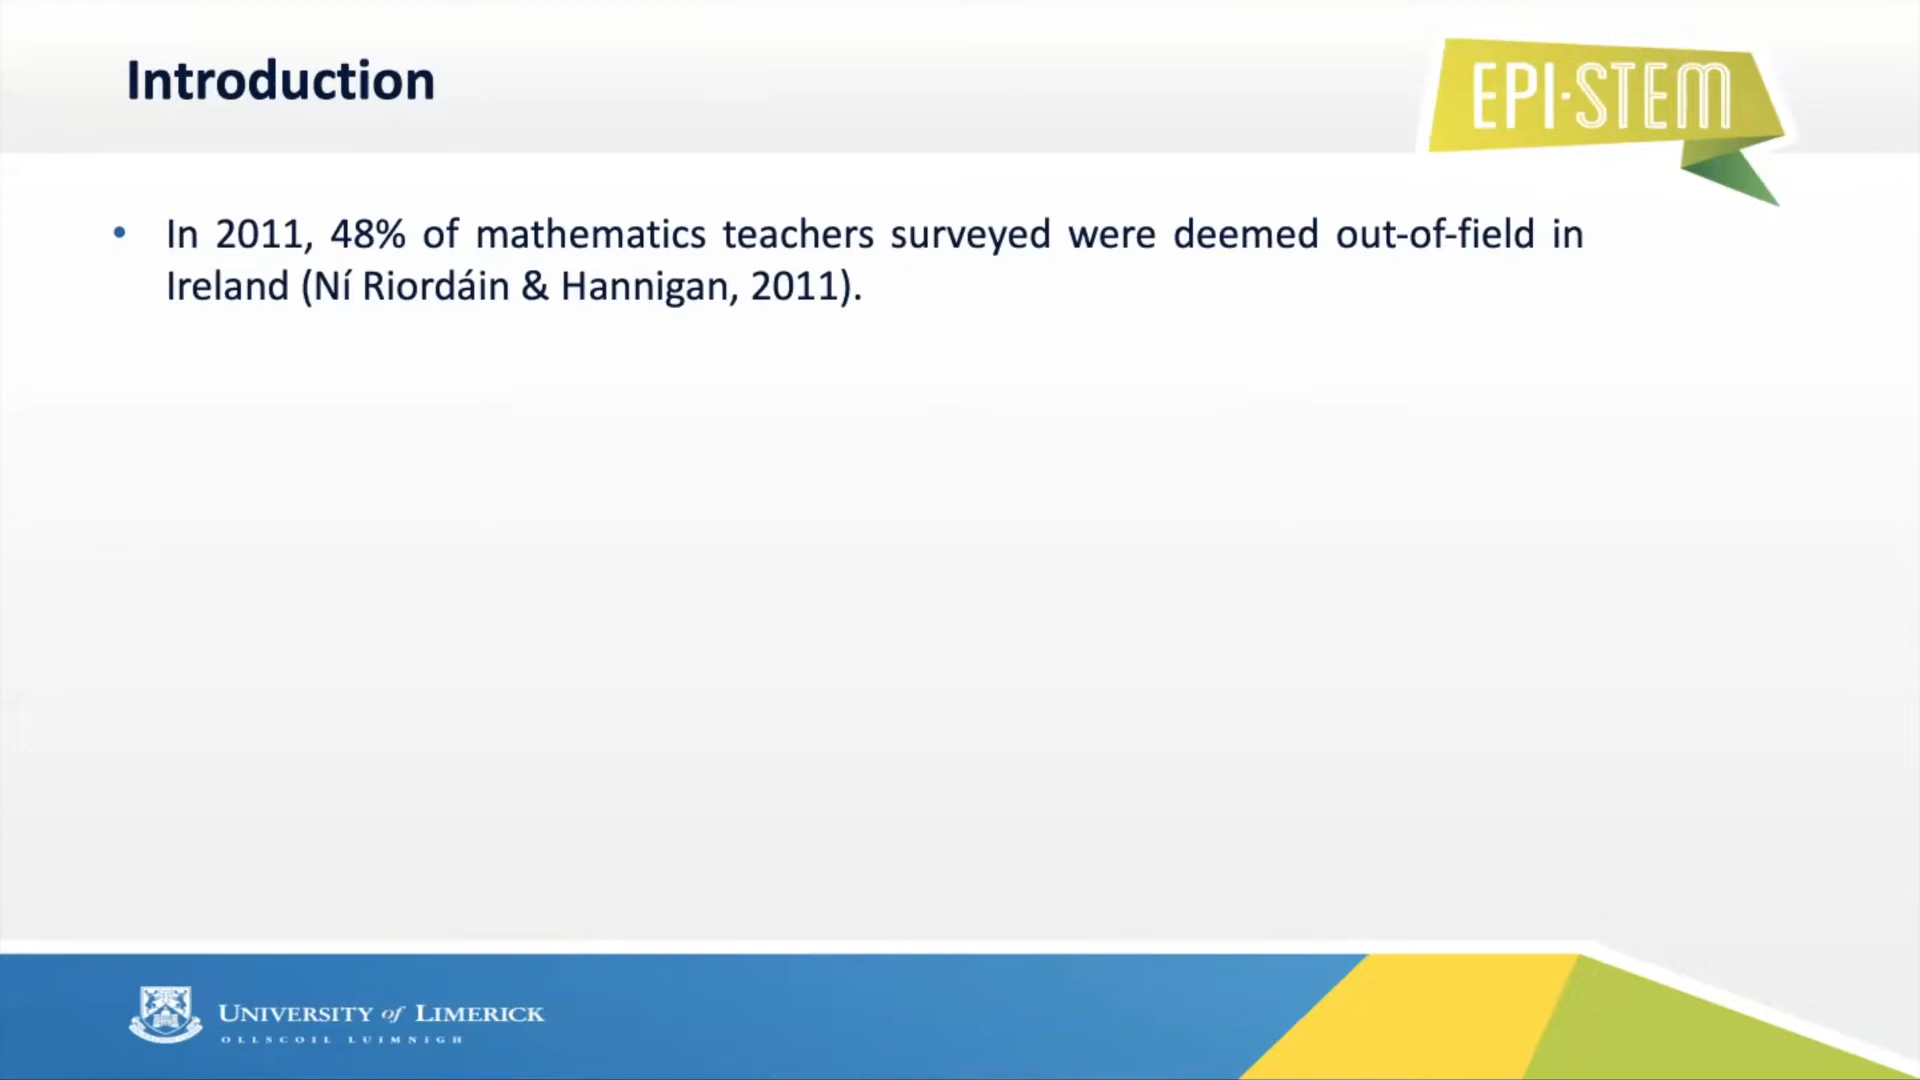 Introduction
EPI·STEM
• In 2011, 48% of mathematics teachers surveyed were deemed out-of-field in
Ireland (Ní Riordáin & Hannigan, 2011).
UNIVERSITY of LIMERICK
OLLSCOIL LUIMNIGH